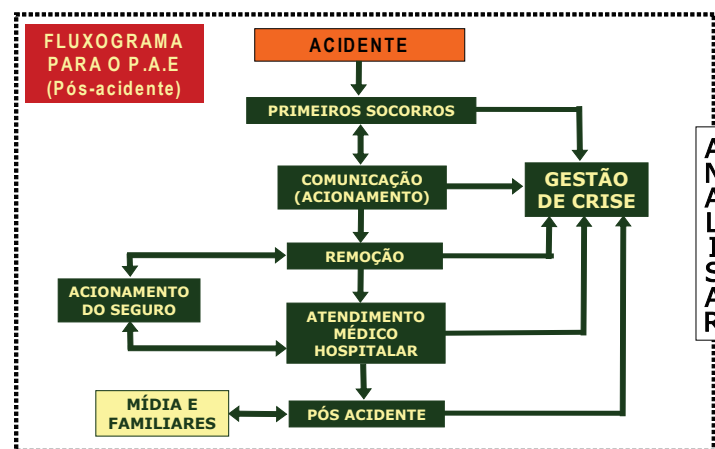 FLUXOGRAMA
PARA O P.A.E
(Pós-acidente)
ACIDENTE
PRIMEIROS SOCORROS
COMUNICAÇÃO
(ACIONAMENTO)
GESTÃO
DE CRISE
REMOÇÃO
ACIONAMENTO
DO SEGURO
ATENDIMENTO
MÉDICO
HOSPITALAR
MÍDIA E
FAMILIARES
PÓS ACIDENTE
ANALISAR